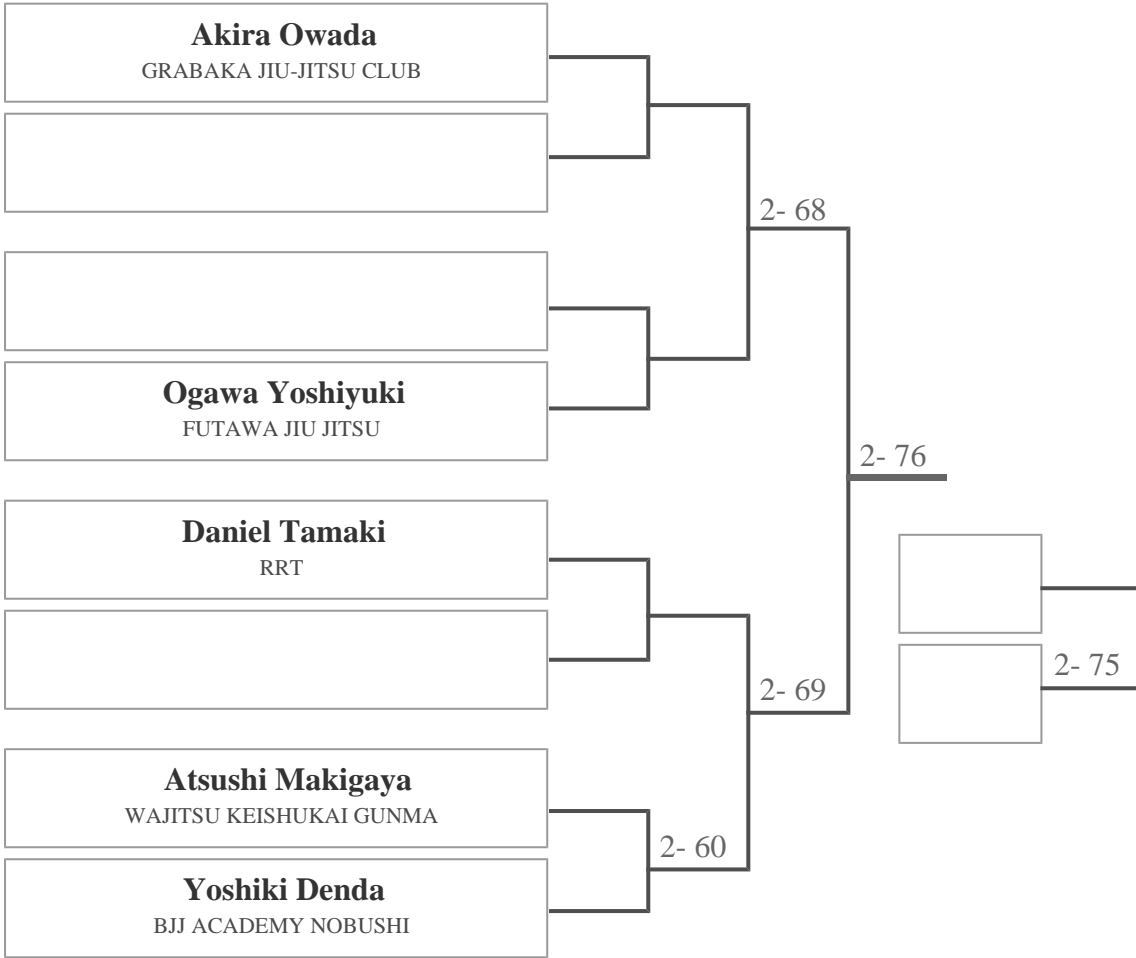 Akira Owada
GRABAKA JIU-JITSU CLUB
2- 68
Ogawa Yoshiyuki
FUTAWA JIU JITSU
2- 76
Daniel Tamaki
RRT
2- 75
2- 69
Atsushi Makigaya
WAJITSU KEISHUKAI GUNMA
2- 60
Yoshiki Denda
BJJ ACADEMY NOBUSHI